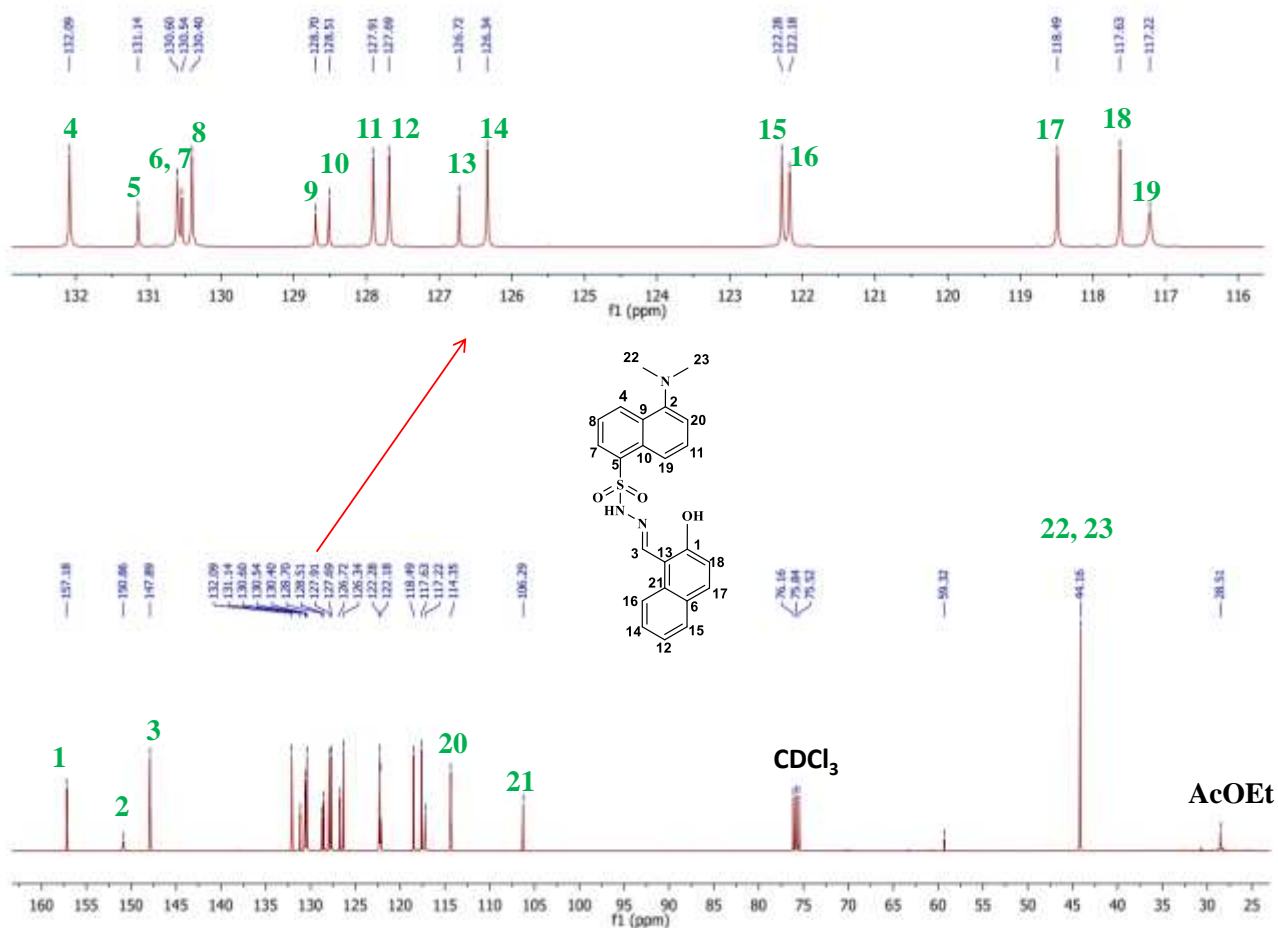 132.09 131.14 130.60 130.54 130.40 128.70 128.51 127.91 127.69 126.72 126.34 122.28 122.18 118.49 117.63 117.22
4 5 6, 7 8 9 10 11 12 13 14 15 16 17 18 19
132 131 130 129 128 127 126 125 124 123 122 121 120 119 118 117 116
f1 (ppm)
22 23
N
4 9 2 20
8 11
7 5 10 19
O S O
HN N OH
3 13 1
18
21
16 17
6
14 15
12
157.18 150.86 147.89 132.09 131.14 130.60 130.54 130.40 128.70 128.51 127.91 127.69 126.72 126.34 122.28 122.18 118.49 117.63 117.22 114.35 106.29 76.16 75.84 75.52 59.32 44.16 28.51
22, 23
1 2 3 20 21
CDCl3
AcOEt
160 155 150 145 140 135 130 125 120 115 110 105 100 95 90 85 80 75 70 65 60 55 50 45 40 35 30 25
f1 (ppm)